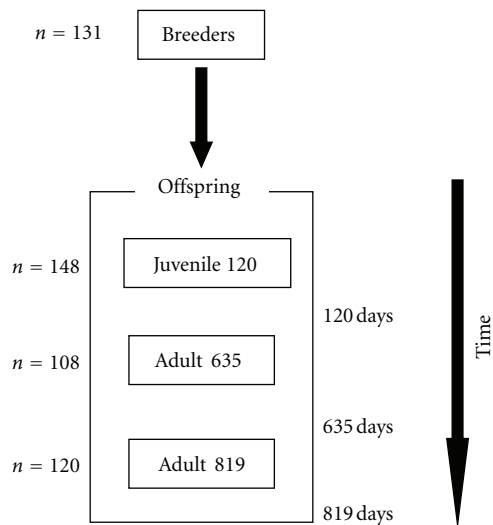 n = 131
Breeders
Offspring
n = 148
Juvenile 120
120 days
n = 108
Adult 635
635 days
n = 120
Adult 819
819 days
Time